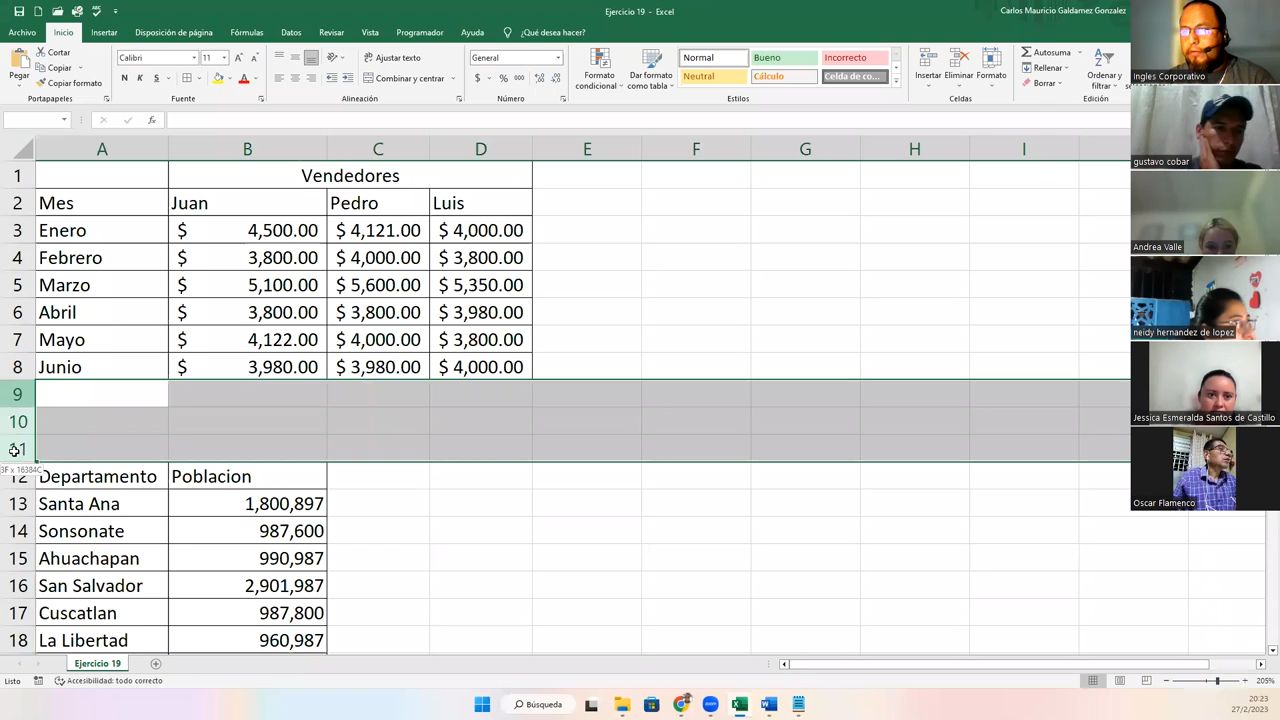 Ejercicio 19 - Excel
Carlos Mauricio Galdamez Gonzalez
Archivo Inicio Insertar Disposición de página Fórmulas Datos Revisar Vista Programador Ayuda ¿Qué desea hacer?
Pegar
Cortar
Copiar
Copiar formato
Portapapeles
Calibri 11
N K S
Fuente
Ajustar texto
Combinar y centrar
Alineación
General
$ % 000
Número
Formato condicional
Dar formato como tabla
Normal Bueno Incorrecto
Neutral Cálculo Celda de co...
Estilos
Insertar Eliminar Formato
Celdas
Autosuma
Rellenar
Borrar
Ordenar y filtrar
Edición
fx
A B C D E F G H I
1 Vendedores
2 Mes Juan Pedro Luis
3 Enero $ 4,500.00 $ 4,121.00 $ 4,000.00
4 Febrero $ 3,800.00 $ 4,000.00 $ 3,800.00
5 Marzo $ 5,100.00 $ 5,600.00 $ 5,350.00
6 Abril $ 3,800.00 $ 3,800.00 $ 3,980.00
7 Mayo $ 4,122.00 $ 4,000.00 $ 3,800.00
8 Junio $ 3,980.00 $ 3,980.00 $ 4,000.00
9
10
11
3F x 16384C
12 Departamento Poblacion
13 Santa Ana 1,800,897
14 Sonsonate 987,600
15 Ahuachapan 990,987
16 San Salvador 2,901,987
17 Cuscatlan 987,800
18 La Libertad 960,987
Ingles Corporativo
gustavo cobar
Andrea Valle
neidy hernandez de lopez
Jessica Esmeralda Santos de Castillo
Oscar Flamenco
Ejercicio 19
Listo Accesibilidad: todo correcto 205%
Búsqueda
20:23
27/2/2023